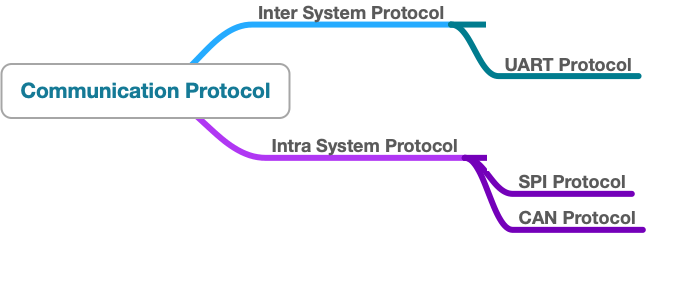 Inter System Protocol
UART Protocol
Communication Protocol
Intra System Protocol
SPI Protocol
CAN Protocol